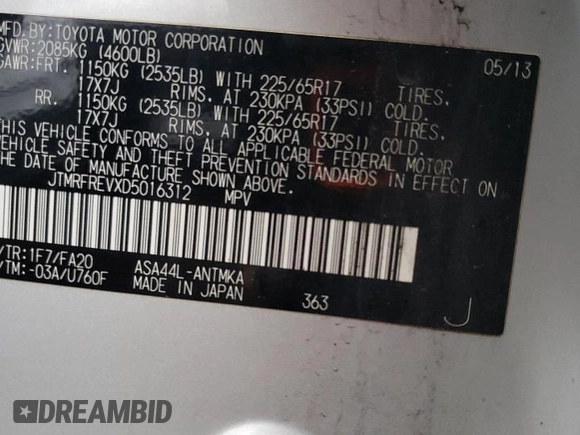 MFD.BY:TOYOTA MOTOR CORPORATION
GVWR:2085KG (4600LB) 05/13
GAWR:FRT. 1150KG (2535LB) WITH 225/65R17 TIRES.
17X7J RIMS. AT 230KPA (33PSI) COLD.
RR. 1150KG (2535LB) WITH 225/65R17 TIRES.
17X7J RIMS. AT 230KPA (33PSI) COLD.
THIS VEHICLE CONFORMS TO ALL APPLICABLE FEDERAL MOTOR
VEHICLE SAFETY AND THEFT PREVENTION STANDARDS IN EFFECT ON
THE DATE OF MANUFACTURE SHOWN ABOVE.
JTMRFREVXD5016312 MPV
/TR:1F7/FA20 ASA44L-ANTMKA
/TM:-03A/U760F MADE IN JAPAN 363 J
DREAMBID